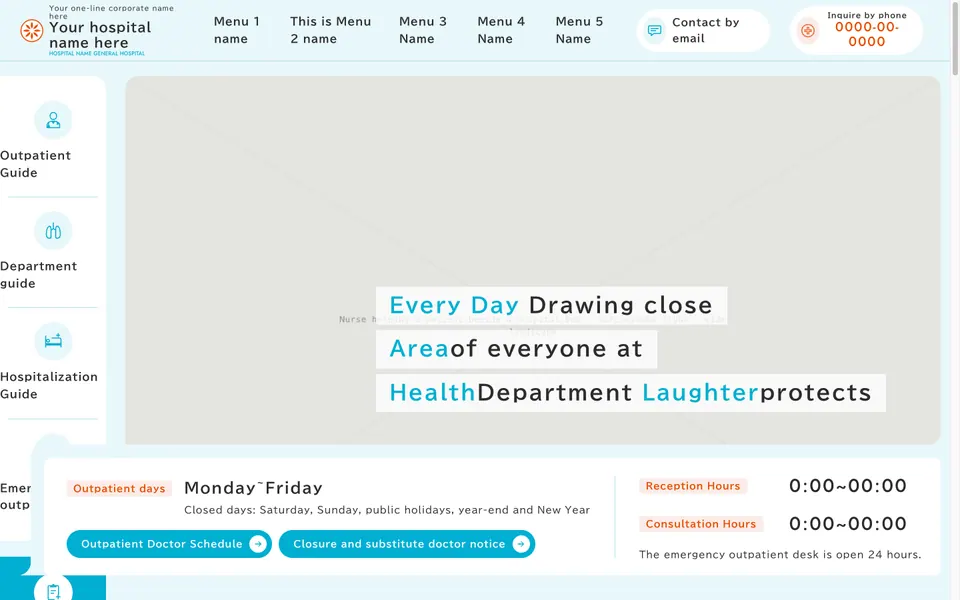 Your one-line corporate name
here
Your hospital
name here
HOSPITAL NAME GENERAL HOSPITAL
Menu 1
name
This is Menu
2 name
Menu 3
Name
Menu 4
Name
Menu 5
Name
Contact by
email
Inquire by phone
0000-00-
0000
Outpatient
Guide
Department
guide
Hospitalization
Guide
Emer
outp
Nurse
Every Day Drawing close
Areaof everyone at
HealthDepartment Laughterprotects
Outpatient days
Monday~Friday
Closed days: Saturday, Sunday, public holidays, year-end and New Year
Outpatient Doctor Schedule
Closure and substitute doctor notice
Reception Hours
0:00~00:00
Consultation Hours
0:00~00:00
The emergency outpatient desk is open 24 hours.